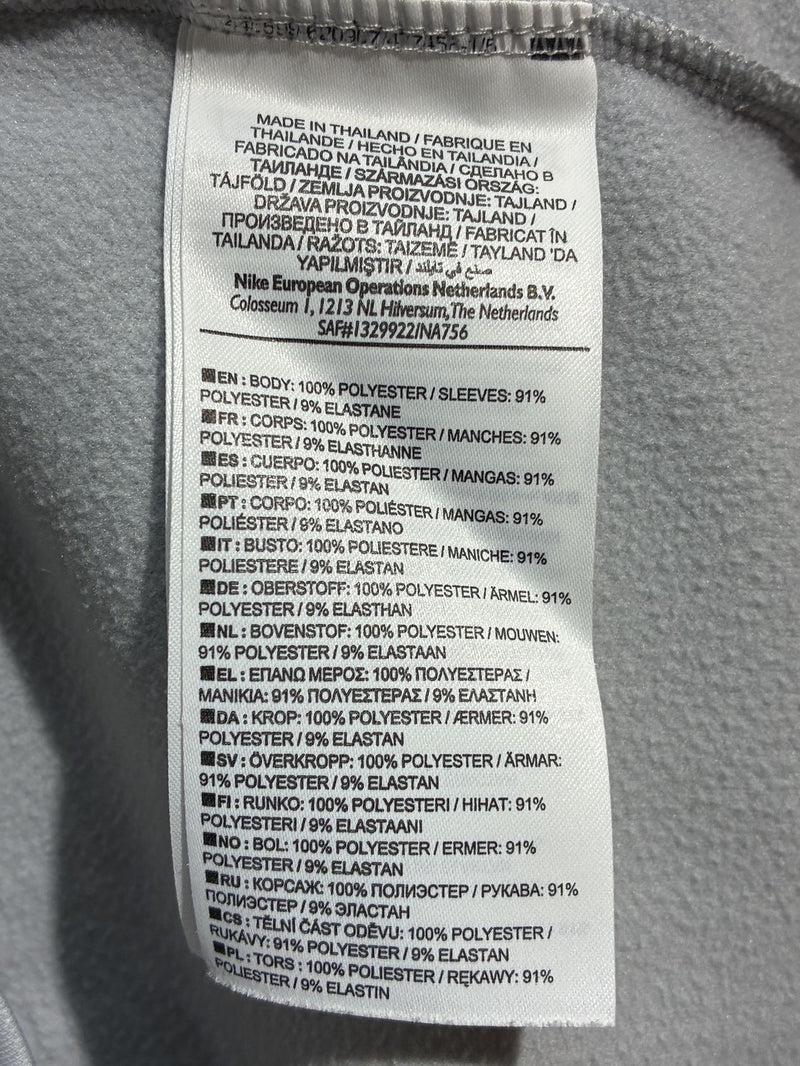 MADE IN THAILAND / FABRIQUE EN
THAILANDE / HECHO EN TAILANDIA /
FABRICADO NA TAILÂNDIA / СДЕЛАНО В
ТАИЛАНДЕ / SZÁRMAZÁSI ORSZÁG:
TÁJFÖLD / ZEMLJA PROIZVODNJE: TAJLAND /
DRŽAVA PROIZVODNJE: TAJLAND /
ПРОИЗВЕДЕНО В ТАЙЛАНД / FABRICAT ÎN
TAILANDA / RAŽOTS: TAIZEMĒ / TAYLAND 'DA
YAPILMIŞTIR / صنع في تايلند
Nike European Operations Netherlands B.V.
Colosseum 1, 1213 NL Hilversum, The Netherlands
SAF#1329922/INA756
EN : BODY: 100% POLYESTER / SLEEVES: 91%
POLYESTER / 9% ELASTANE
FR : CORPS: 100% POLYESTER / MANCHES: 91%
POLYESTER / 9% ELASTHANNE
ES : CUERPO: 100% POLIESTER / MANGAS: 91%
POLIESTER / 9% ELASTAN
PT : CORPO: 100% POLIÉSTER / MANGAS: 91%
POLIÉSTER / 9% ELASTANO
IT : BUSTO: 100% POLIESTERE / MANICHE: 91%
POLIESTERE / 9% ELASTAN
DE : OBERSTOFF: 100% POLYESTER / ÄRMEL: 91%
POLYESTER / 9% ELASTHAN
NL : BOVENSTOF: 100% POLYESTER / MOUWEN:
91% POLYESTER / 9% ELASTAAN
EL : ΕΠΑΝΩ ΜΕΡΟΣ: 100% ΠΟΛΥΕΣΤΕΡΑΣ /
ΜΑΝΙΚΙΑ: 91% ΠΟΛΥΕΣΤΕΡΑΣ / 9% ΕΛΑΣΤΑΝΗ
DA : KROP: 100% POLYESTER / ÆRMER: 91%
POLYESTER / 9% ELASTAN
SV : ÖVERKROPP: 100% POLYESTER / ÄRMAR:
91% POLYESTER / 9% ELASTAN
FI : RUNKO: 100% POLYESTERI / HIHAT: 91%
POLYESTERI / 9% ELASTAANI
NO : BOL: 100% POLYESTER / ERMER: 91%
POLYESTER / 9% ELASTAN
RU : КОРСАЖ: 100% ПОЛИЭСТЕР / РУКАВА: 91%
ПОЛИЭСТЕР / 9% ЭЛАСТАН
CS : TĚLNÍ ČÁST ODĚVU: 100% POLYESTER /
RUKÁVY: 91% POLYESTER / 9% ELASTAN
PL : TORS : 100% POLIESTER / RĘKAWY: 91%
POLIESTER / 9% ELASTIN